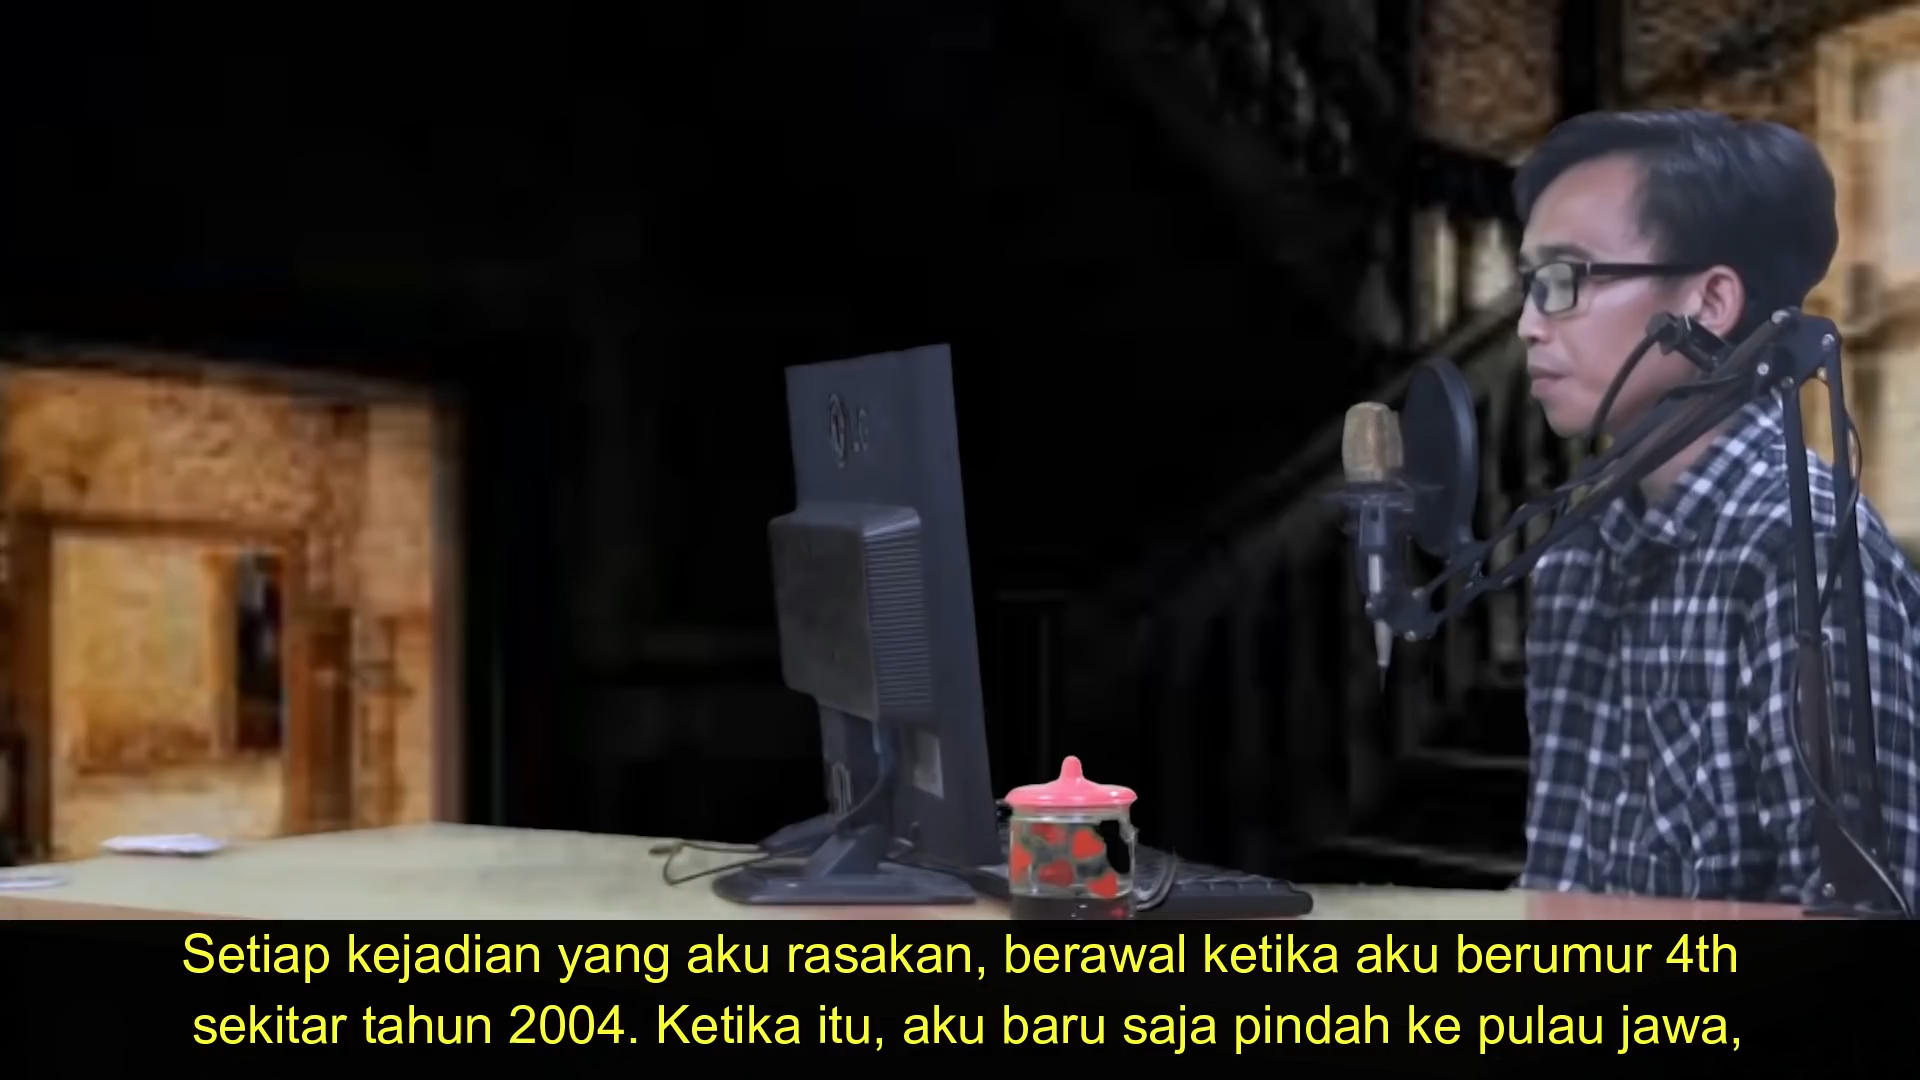 LG
Setiap kejadian yang aku rasakan, berawal ketika aku berumur 4th
sekitar tahun 2004. Ketika itu, aku baru saja pindah ke pulau jawa,